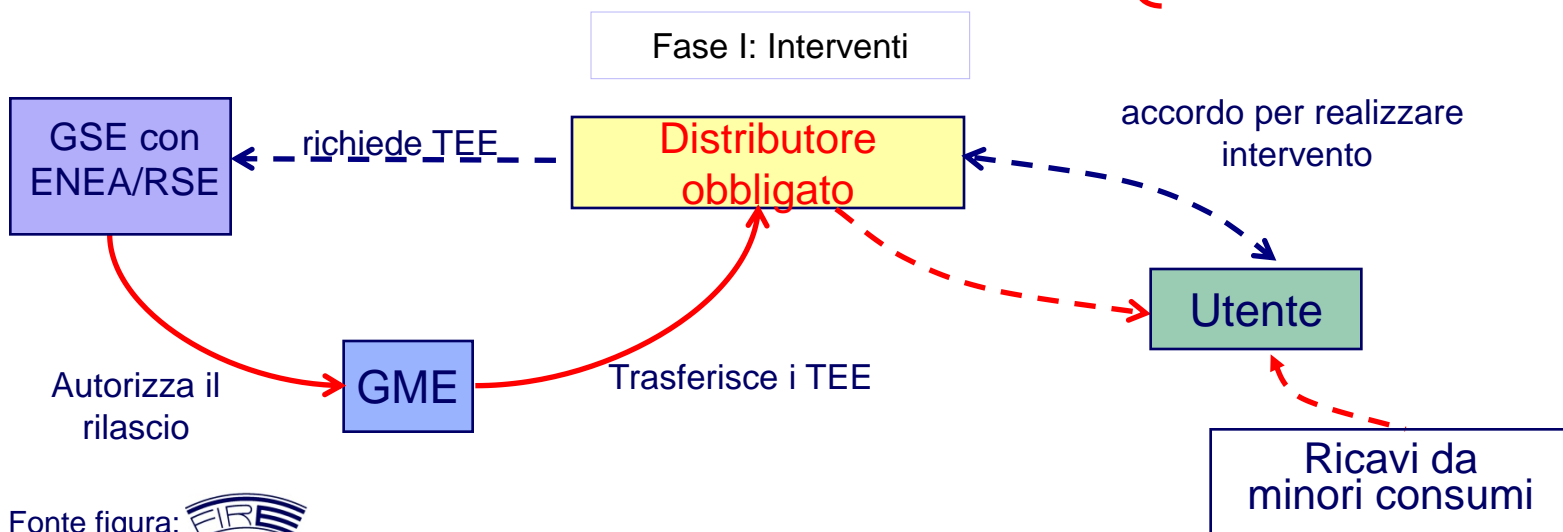 Fase I: Interventi
GSE con
ENEA/RSE
richiede TEE
Distributore
obbligato
accordo per realizzare
intervento
Utente
Autorizza il
rilascio
GME
Trasferisce i TEE
Ricavi da
minori consumi
Fonte figura: FIRE